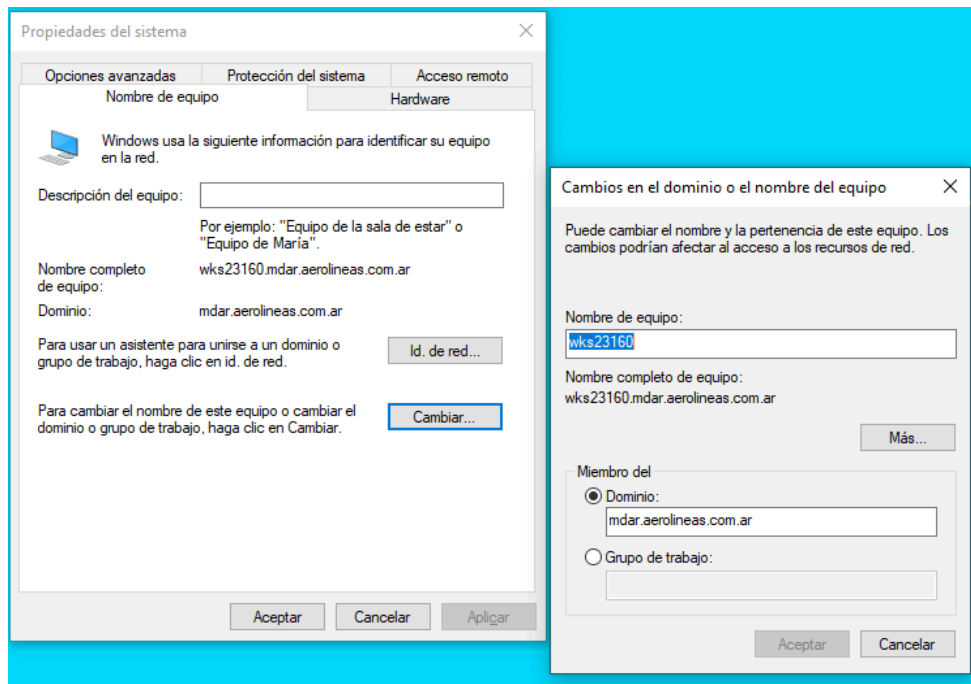 Propiedades del sistema
Opciones avanzadas
Protección del sistema
Acceso remoto
Nombre de equipo
Hardware
Windows usa la siguiente información para identificar su equipo
en la red.
Descripción del equipo:
Por ejemplo: "Equipo de la sala de estar" o
"Equipo de María".
Nombre completo
de equipo:
wks23160.mdar.aerolineas.com.ar
Dominio:
mdar.aerolineas.com.ar
Para usar un asistente para unirse a un dominio o
grupo de trabajo, haga clic en id. de red.
Id. de red...
Para cambiar el nombre de este equipo o cambiar el
dominio o grupo de trabajo, haga clic en Cambiar.
Cambiar...
Aceptar
Cancelar
Aplicar
Cambios en el dominio o el nombre del equipo
Puede cambiar el nombre y la pertenencia de este equipo. Los
cambios podrían afectar al acceso a los recursos de red.
Nombre de equipo:
wks23160
Nombre completo de equipo:
wks23160.mdar.aerolineas.com.ar
Más...
Miembro del
Dominio:
mdar.aerolineas.com.ar
Grupo de trabajo:
Aceptar
Cancelar